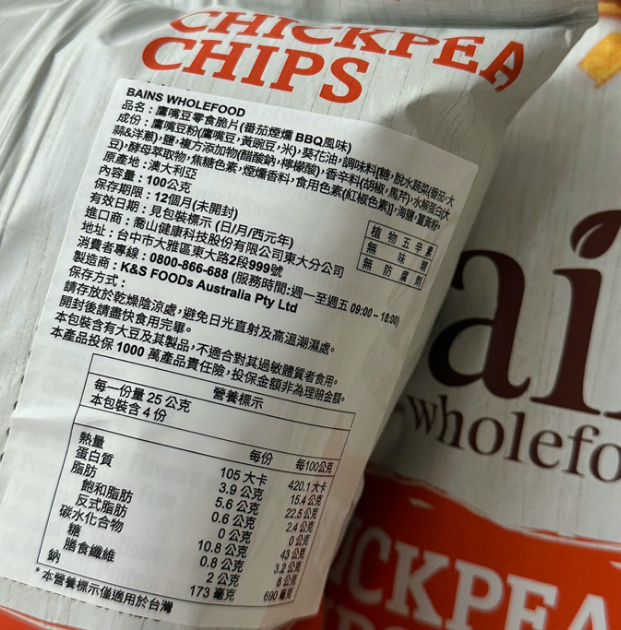 CHICKPEA
CHIPS
BAINS WHOLEFOOD
品名：鷹嘴豆零食脆片(番茄煙燻 BBQ風味)
成份：鷹嘴豆粉(鷹嘴豆,黃豌豆,米),葵花油,調味料[糖,脫水蔬菜(番茄,大
蒜&洋蔥),鹽,複方添加物(醋酸鈉,檸檬酸),香辛料(胡椒,馬芹),水解蛋白(大
豆),酵母萃取物,焦糖色素,煙燻香料,食用色素(紅椒色素)],海鹽,薑黃粉。
原產地：澳大利亞
內容量：100公克
保存期限：12個月(未開封)
有效日期：見包裝標示 (日/月/西元年)
進口商：喬山健康科技股份有限公司東大分公司
地址：台中市大雅區東大路2段999號
消費者專線：0800-866-688 (服務時間:週一至週五 09:00 – 18:00)
製造商：K&S FOODs Australia Pty Ltd
植物五辛素
無味精
無防腐劑
保存方式：
請存放於乾燥陰涼處,避免日光直射及高溫潮濕處。
開封後請盡快食用完畢。
本包裝含有大豆及其製品,不適合對其過敏體質者食用。
本產品投保 1000 萬產品責任險,投保金額非為理賠金額。
營養標示
每一份量 25 公克
本包裝含 4份
每份 每100公克
熱量 105 大卡 420.1 大卡
蛋白質 3.9 公克 15.4 公克
脂肪 5.6 公克 22.5 公克
飽和脂肪 0.6 公克 2.4 公克
反式脂肪 0 公克 0 公克
碳水化合物 10.8 公克 43 公克
糖 0.8 公克 3.2 公克
膳食纖維 2 公克 8 公克
鈉 173 毫克 690 毫克
* 本營養標示僅適用於台灣
ai
wholefo
ICKPEA